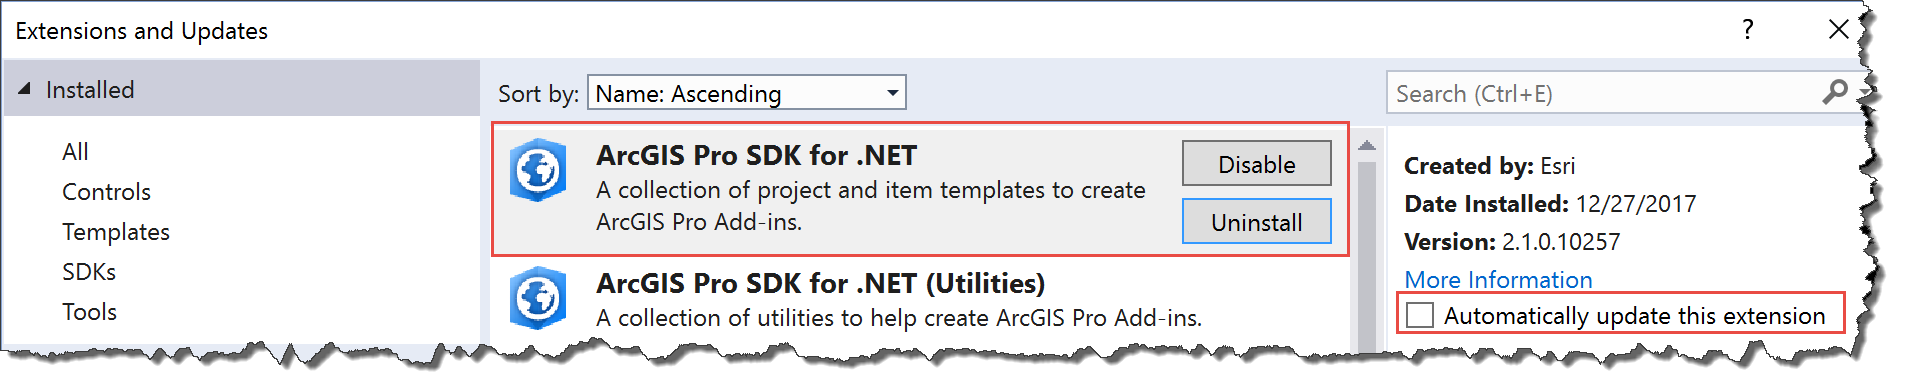 Extensions and Updates
?
Installed
All
Controls
Templates
SDKs
Tools
Sort by: Name: Ascending
ArcGIS Pro SDK for .NET
A collection of project and item templates to create
ArcGIS Pro Add-ins.
Disable
Uninstall
ArcGIS Pro SDK for .NET (Utilities)
A collection of utilities to help create ArcGIS Pro Add-ins.
Search (Ctrl+E)
Created by: Esri
Date Installed: 12/27/2017
Version: 2.1.0.10257
More Information
Automatically update this extension